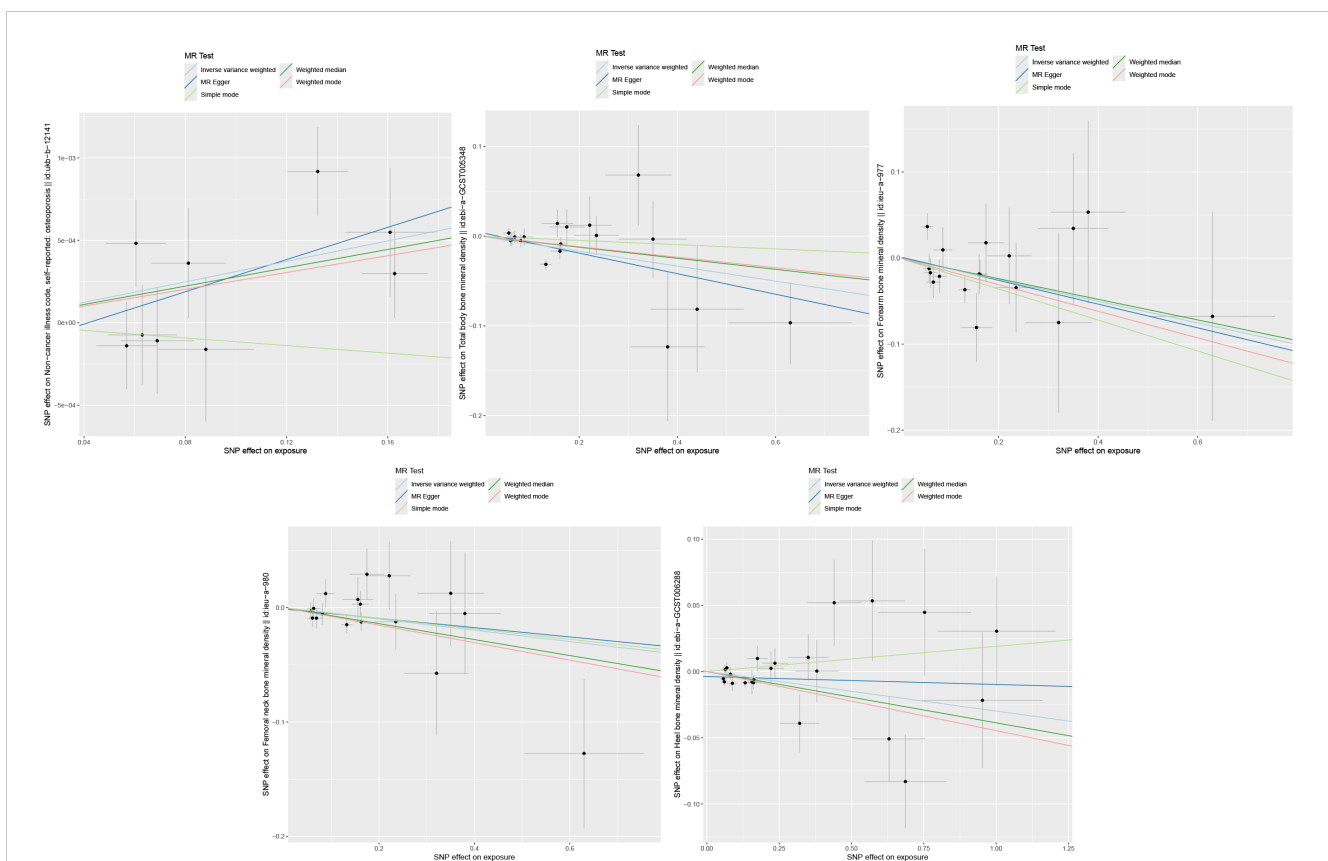 MR Test
Inverse variance weighted
Weighted median
MR Egger
Weighted mode
Simple mode
SNP effect on Non-cancer illness code, self-reported: osteoporosis || id:ukb-b-12141
1e-03
5e-04
0e+00
-5e-04
0.04
0.08
0.12
0.16
SNP effect on exposure
MR Test
Inverse variance weighted
Weighted median
MR Egger
Weighted mode
Simple mode
SNP effect on Total body bone mineral density || id:ebi-a-GCST005348
0.1
0.0
-0.1
-0.2
0.2
0.4
0.6
SNP effect on exposure
MR Test
Inverse variance weighted
Weighted median
MR Egger
Weighted mode
Simple mode
SNP effect on Forearm bone mineral density || id:ieu-a-977
0.1
0.0
-0.1
-0.2
0.2
0.4
0.6
SNP effect on exposure
MR Test
Inverse variance weighted
Weighted median
MR Egger
Weighted mode
Simple mode
SNP effect on Femoral neck bone mineral density || id:ieu-a-980
0.0
-0.1
-0.2
0.2
0.4
0.6
SNP effect on exposure
MR Test
Inverse variance weighted
Weighted median
MR Egger
Weighted mode
Simple mode
SNP effect on Heel bone mineral density || id:ebi-a-GCST006288
0.10
0.05
0.00
-0.05
-0.10
0.00
0.25
0.50
0.75
1.00
1.25
SNP effect on exposure